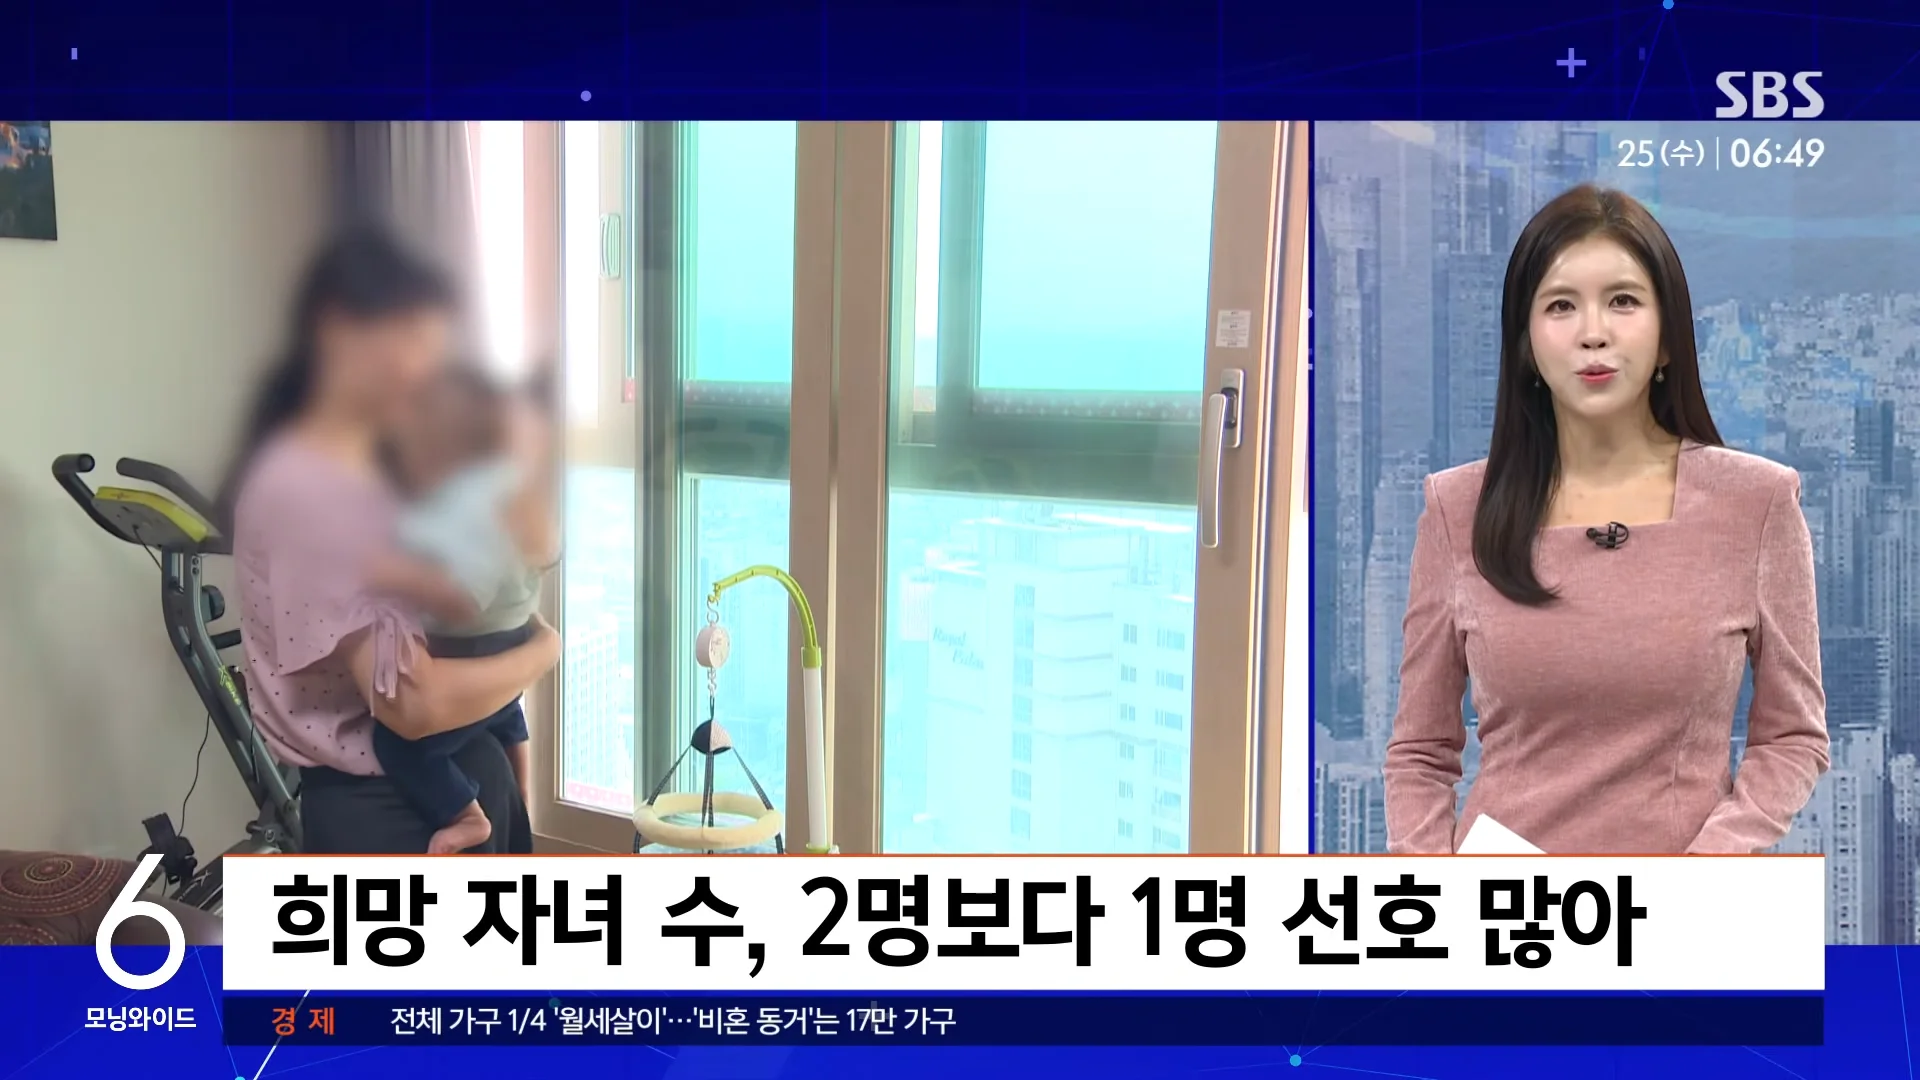 SBS
25(수) | 06:49
Royal
Palac
희망 자녀 수, 2명보다 1명 선호 많아
6
모닝와이드
경제 전체 가구 1/4 '월세살이'…'비혼 동거'는 17만 가구